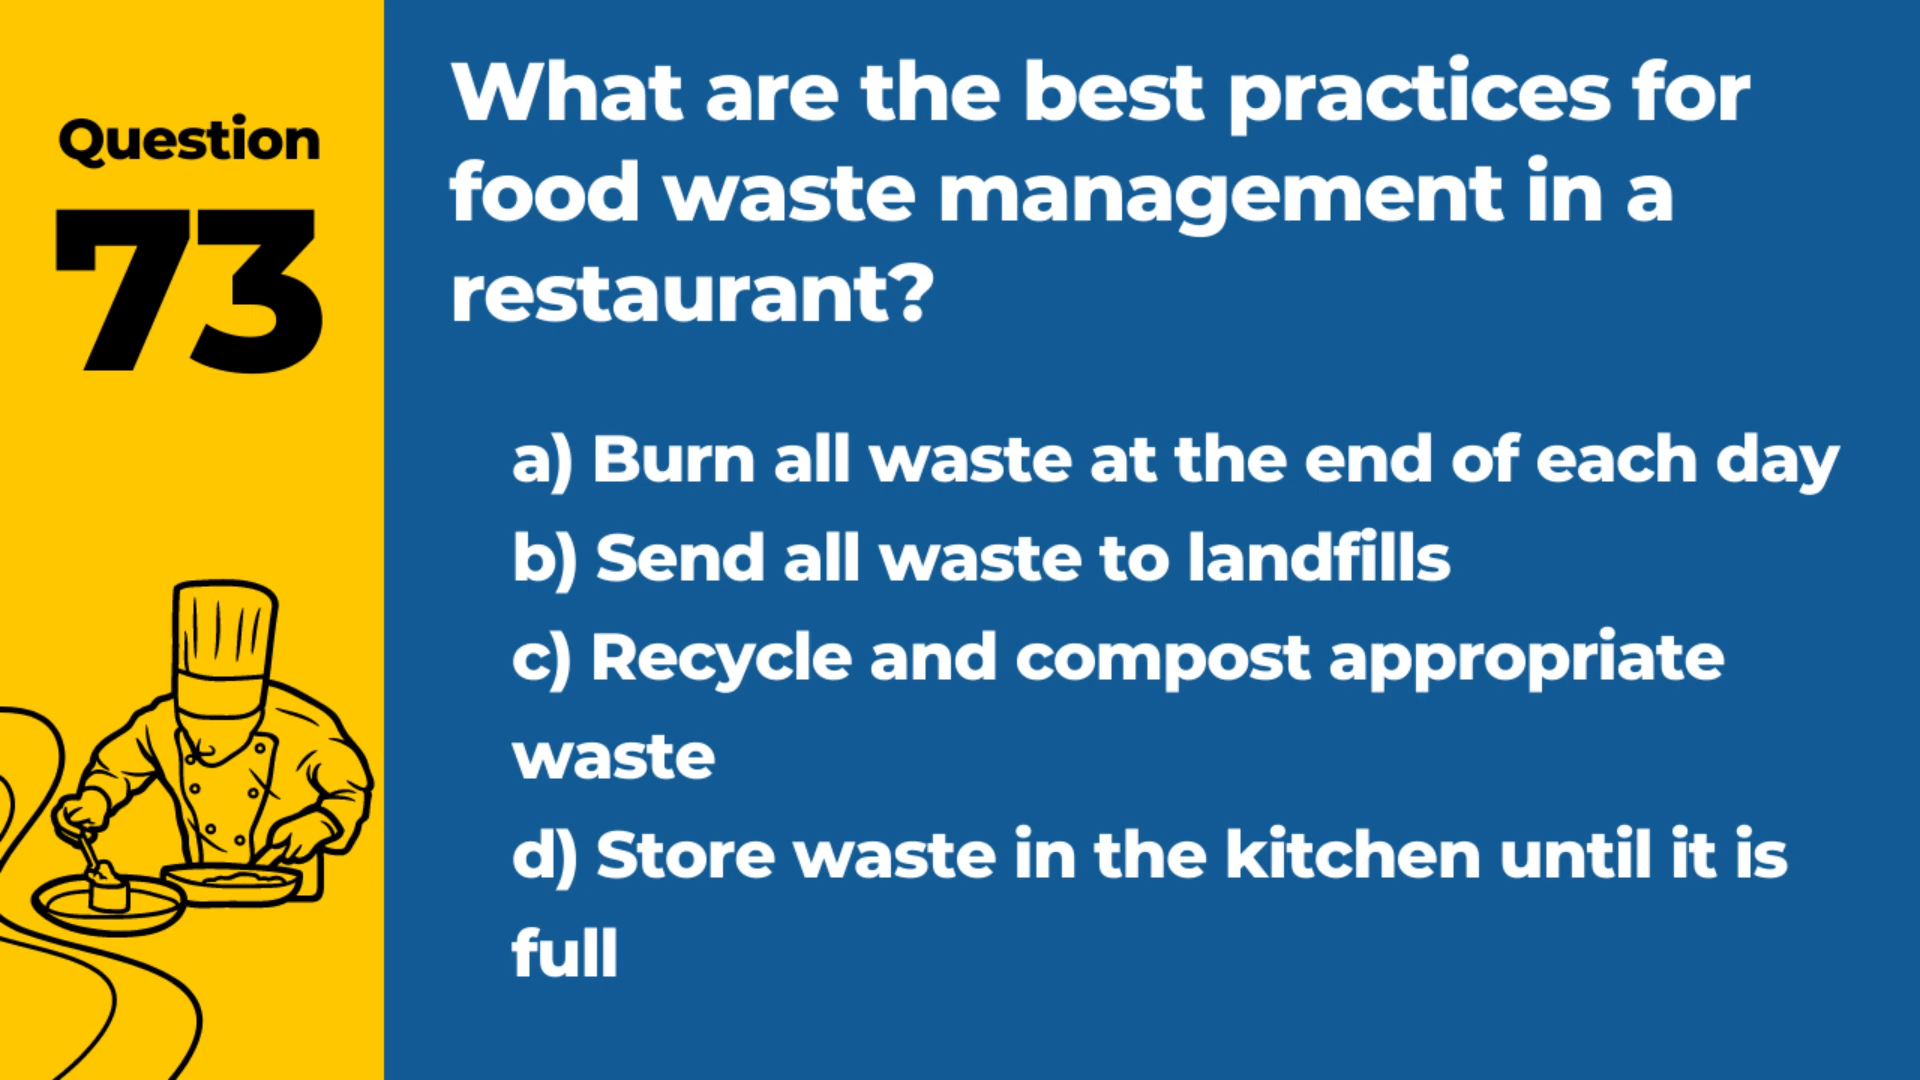 Question
73
What are the best practices for
food waste management in a
restaurant?
a) Burn all waste at the end of each day
b) Send all waste to landfills
c) Recycle and compost appropriate
waste
d) Store waste in the kitchen until it is
full